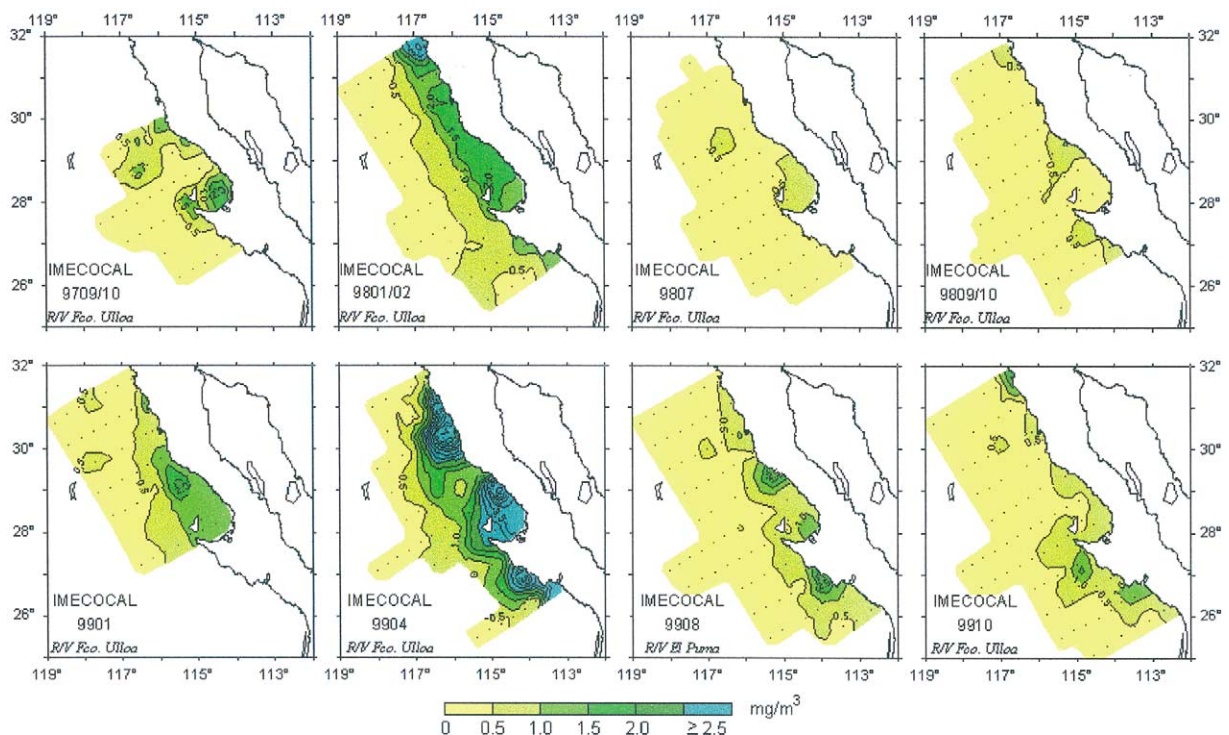 119° 117° 115° 113° 119° 117° 115° 113° 119° 117° 115° 113° 119° 117° 115° 113°
32° 32°
30° 30°
28° 28°
26° 26°
IMECOCAL
9709/10
R/V Fco. Ulloa
IMECOCAL
9801/02
R/V Fco. Ulloa
IMECOCAL
9807
R/V Fco. Ulloa
IMECOCAL
9809/10
R/V Fco. Ulloa
32° 32°
30° 30°
28° 28°
26° 26°
IMECOCAL
9901
R/V Fco. Ulloa
IMECOCAL
9904
R/V Fco. Ulloa
IMECOCAL
9908
R/V El Puma
IMECOCAL
9910
R/V Fco. Ulloa
119° 117° 115° 113° 119° 117° 115° 113° 119° 117° 115° 113° 119° 117° 115° 113°
mg/m³
0 0.5 1.0 1.5 2.0 ≥ 2.5